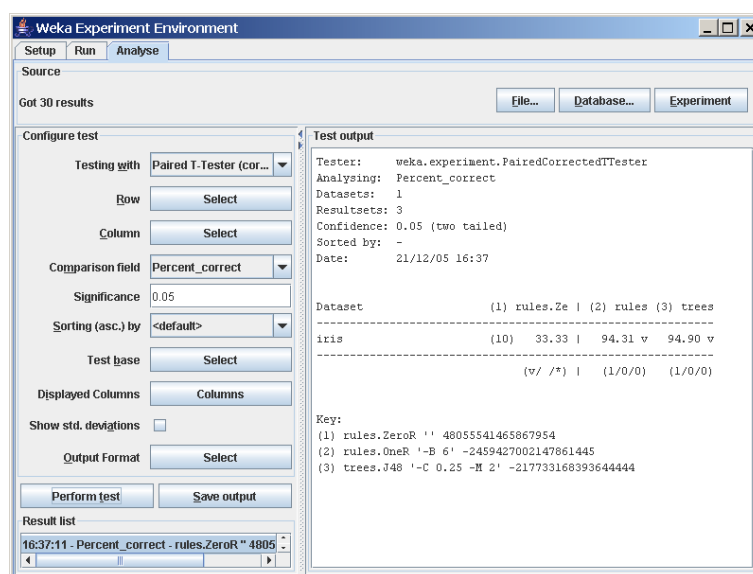 Weka Experiment Environment
Setup Run Analyse
Source
Got 30 results
File... Database... Experiment
Configure test
Testing with Paired T-Tester (cor...
Row Select
Column Select
Comparison field Percent_correct
Significance 0.05
Sorting (asc.) by <default>
Test base Select
Displayed Columns Columns
Show std. deviations
Output Format Select
Perform test Save output
Result list
16:37:11 - Percent_correct - rules.ZeroR '' 4805
Test output
Tester: weka.experiment.PairedCorrectedTTester
Analysing: Percent_correct
Datasets: 1
Resultsets: 3
Confidence: 0.05 (two tailed)
Sorted by: -
Date: 21/12/05 16:37
Dataset (1) rules.Ze | (2) rules (3) trees
----------------------------------------------------------------
iris (10) 33.33 | 94.31 v 94.90 v
----------------------------------------------------------------
(v/ /*) | (1/0/0) (1/0/0)
Key:
(1) rules.ZeroR '' 48055541465867954
(2) rules.OneR '-B 6' -2459427002147861445
(3) trees.J48 '-C 0.25 -M 2' -217733168393644444